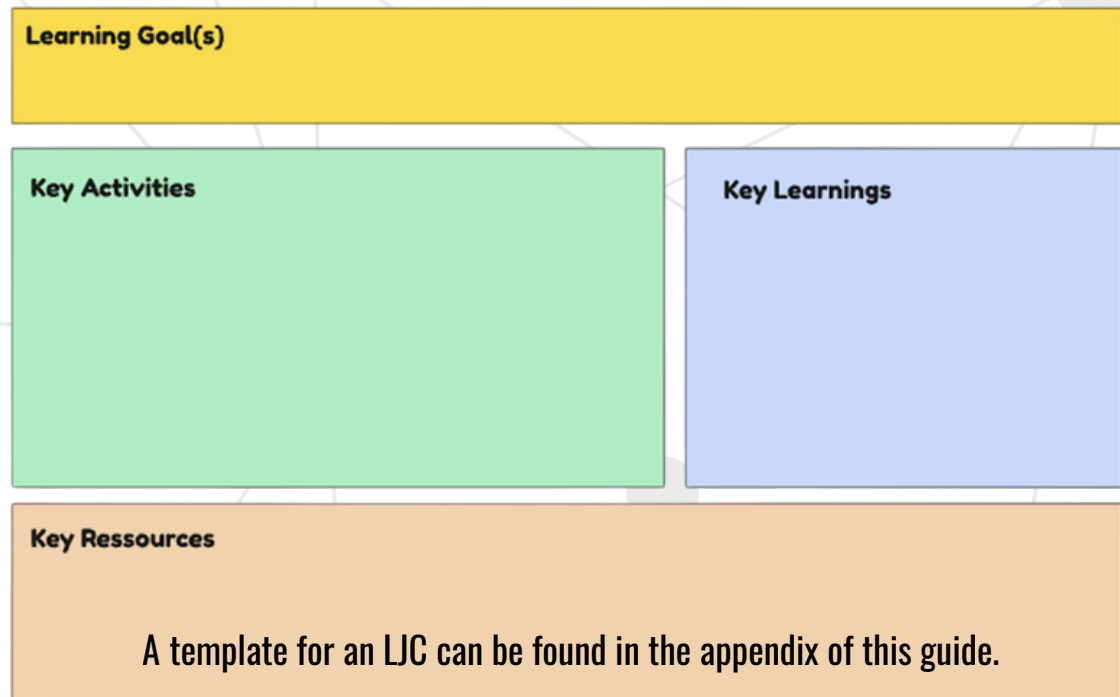 Learning Goal(s)
Key Activities
Key Learnings
Key Ressources
A template for an LJC can be found in the appendix of this guide.